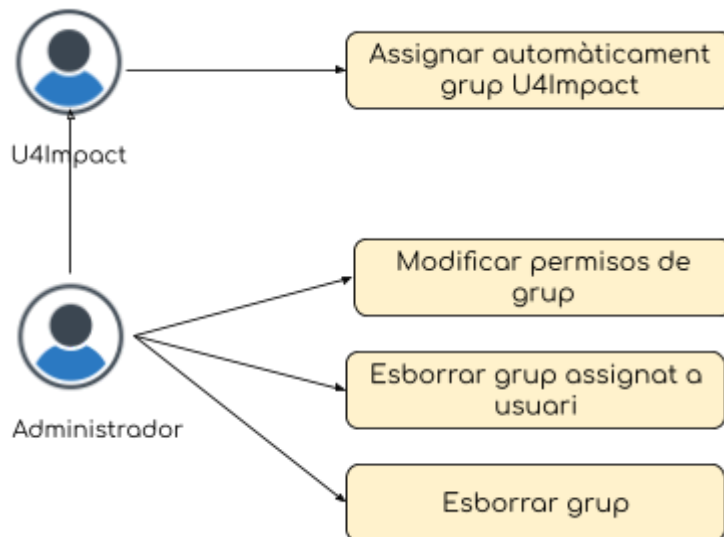 Assignar automàticament
grup U4Impact
U4Impact
Modificar permisos de
grup
Esborrar grup assignat a
usuari
Administrador
Esborrar grup